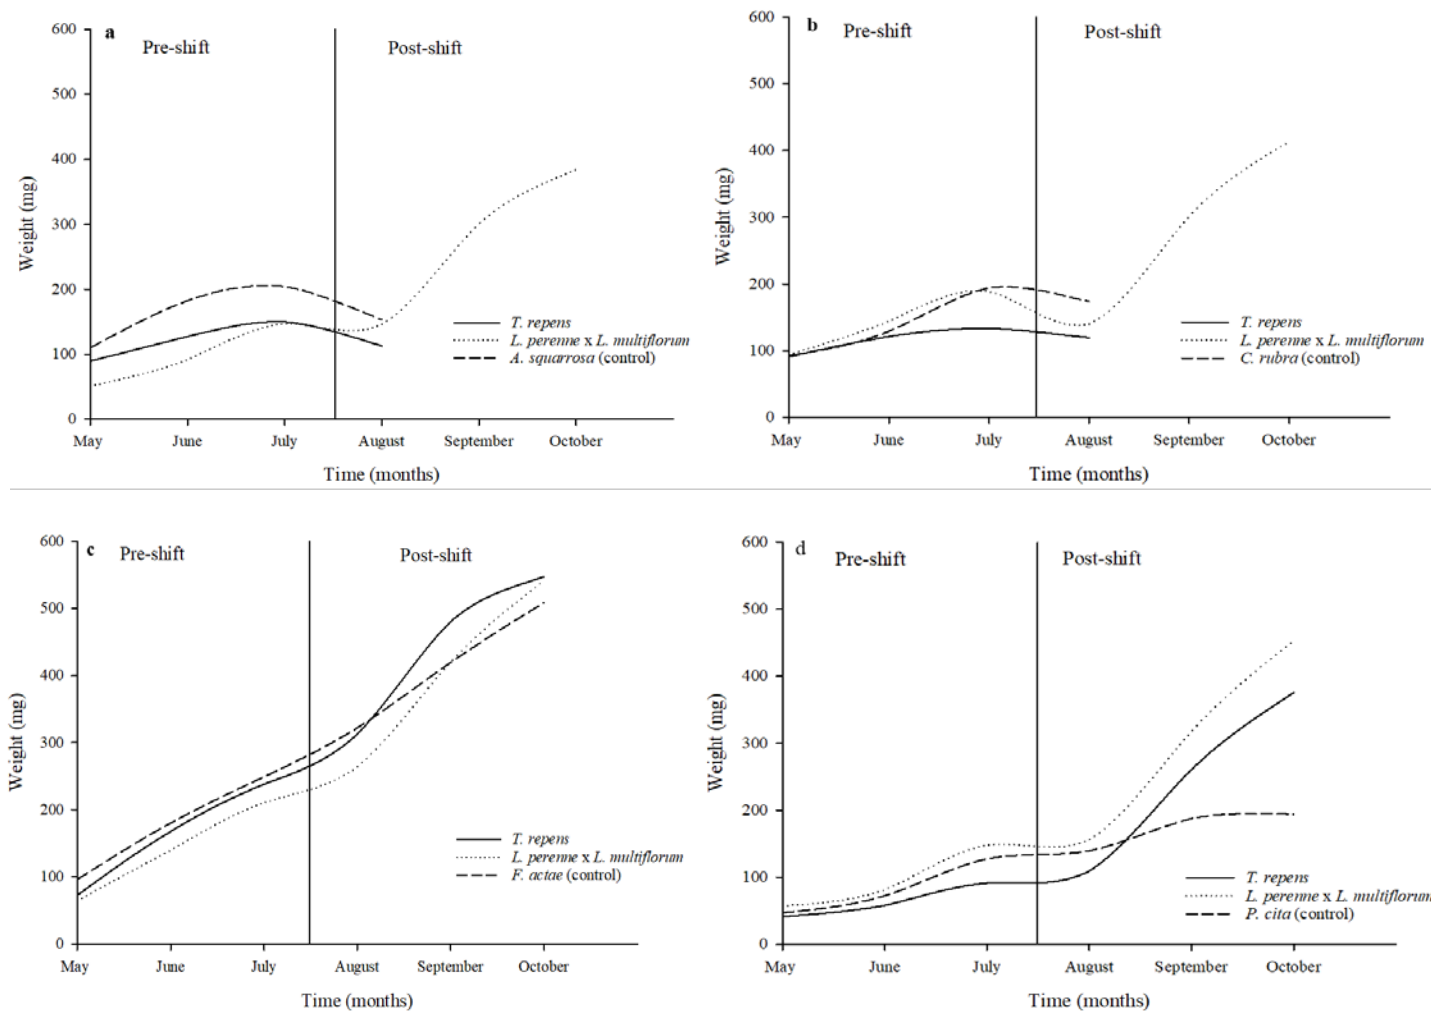 a
Pre-shift
Post-shift
600
500
400
300
200
100
0
Weight (mg)
T. repens
L. perenne x L. multiflorum
A. squarrosa (control)
May
June
July
August
September
October
Time (months)
b
Pre-shift
Post-shift
600
500
400
300
200
100
0
Weight (mg)
T. repens
L. perenne x L. multiflorum
C. rubra (control)
May
June
July
August
September
October
Time (months)
c
Pre-shift
Post-shift
600
500
400
300
200
100
0
Weight (mg)
T. repens
L. perenne x L. multiflorum
F. actae (control)
May
June
July
August
September
October
Time (months)
d
Pre-shift
Post-shift
600
500
400
300
200
100
0
Weight (mg)
T. repens
L. perenne x L. multiflorum
P. cita (control)
May
June
July
August
September
October
Time (months)